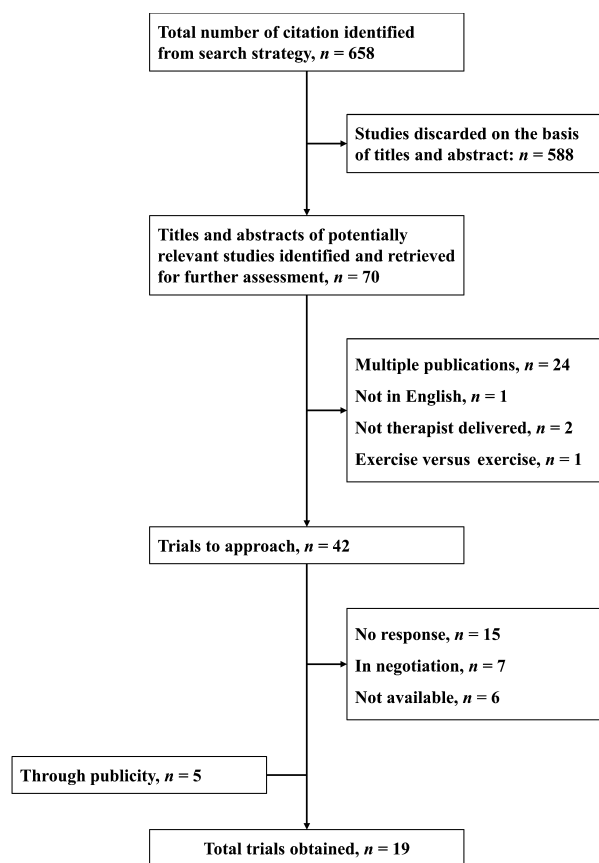 Total number of citation identified
from search strategy, n = 658
Studies discarded on the basis
of titles and abstract: n = 588
Titles and abstracts of potentially
relevant studies identified and retrieved
for further assessment, n = 70
Multiple publications, n = 24
Not in English, n = 1
Not therapist delivered, n = 2
Exercise versus exercise, n = 1
Trials to approach, n = 42
No response, n = 15
In negotiation, n = 7
Not available, n = 6
Through publicity, n = 5
Total trials obtained, n = 19